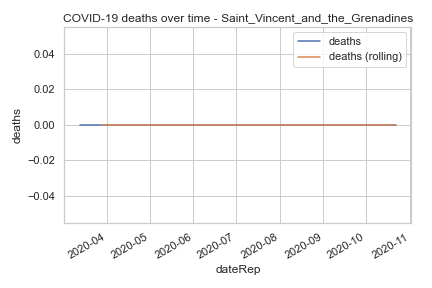 COVID-19 deaths over time - Saint_Vincent_and_the_Grenadines
deaths
deaths (rolling)
deaths
0.04
0.02
0.00
−0.02
−0.04
2020-04
2020-05
2020-06
2020-07
2020-08
2020-09
2020-10
2020-11
dateRep